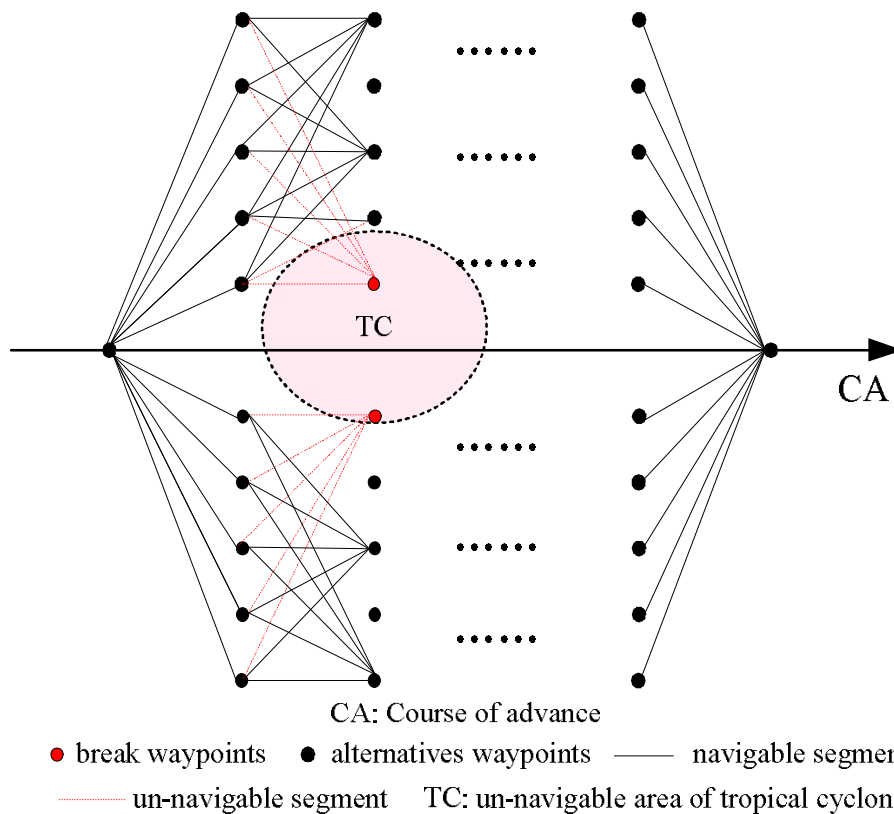 TC
CA
CA: Course of advance
break waypoints alternatives waypoints navigable segmen
un-navigable segment TC: un-navigable area of tropical cyclon